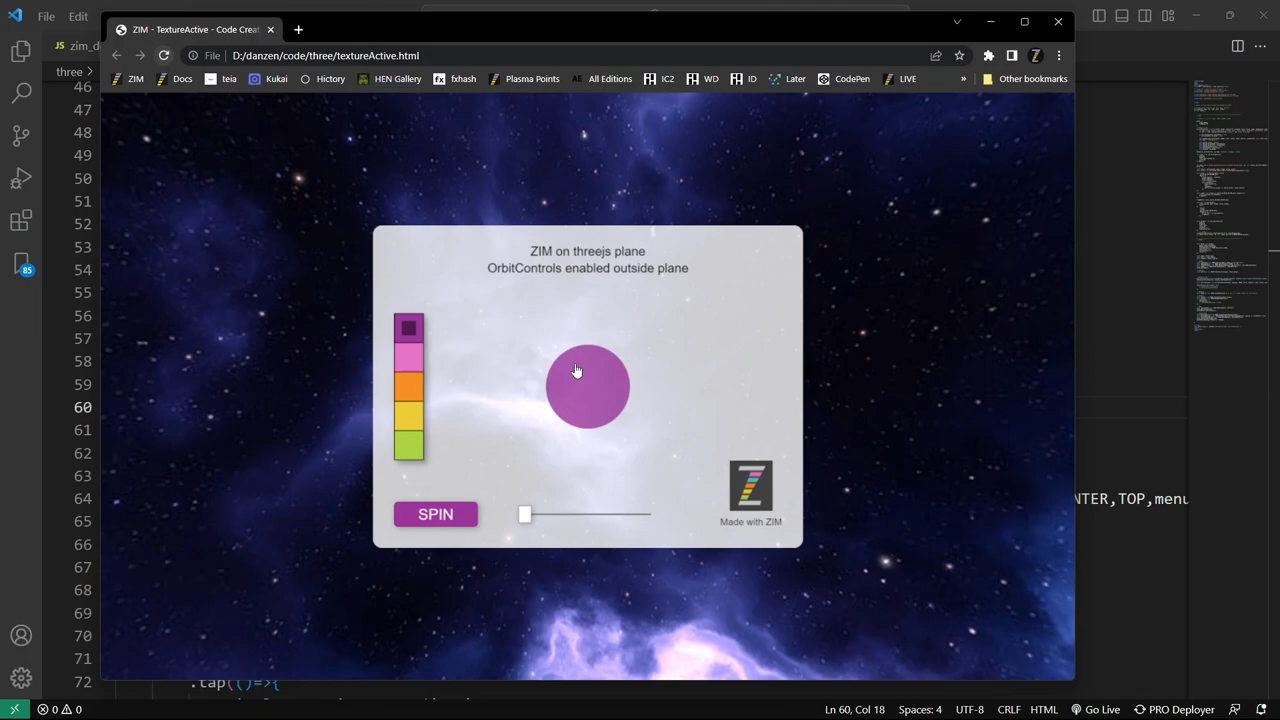 File Edit
ZIM - TextureActive - Code Creat
File D:/danzen/code/three/textureActive.html
ZIM Docs teia Kukai Hictory HEN Gallery fxhash Plasma Points AE All Editions IC2 WD ID Later CodePen LIVE » Other bookmarks
JS zim_d
three
46
47
48
49
50
51
52
53
54
55
56
57
58
59
60
61
62
63
64
65
66
67
68
69
70
71
72
ZIM on threejs plane
OrbitControls enabled outside plane
SPIN
Made with ZIM
NTER,TOP,menu
.tap(()=>{
85
0 0
Ln 60, Col 18 Spaces: 4 UTF-8 CRLF HTML Go Live PRO Deployer